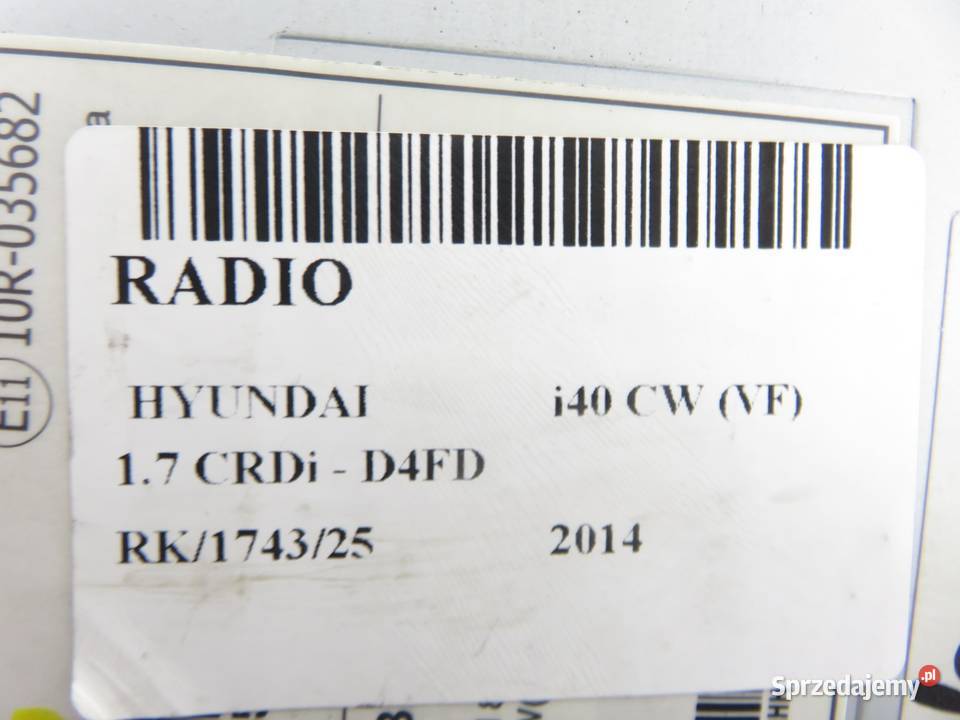 RADIO
HYUNDAI i40 CW (VF)
1.7 CRDi - D4FD
RK/1743/25 2014
E11 10R-035682
a
Sprzedajemy.pl